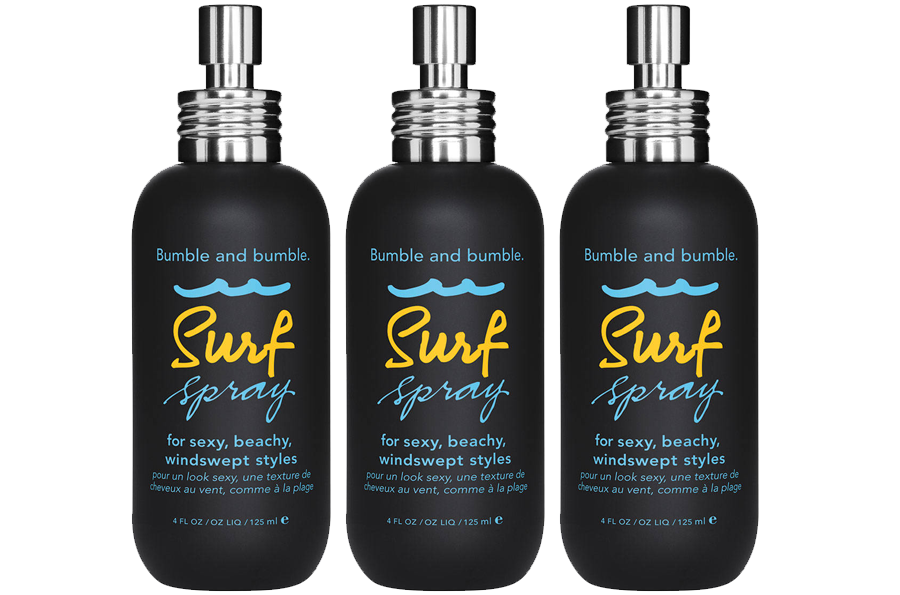 Bumble and bumble.
Surf
spray
for sexy, beachy,
windswept styles
pour un look sexy, une texture de
cheveux au vent, comme à la plage
4 FL OZ / OZ LIQ / 125 ml e
Bumble and bumble.
Surf
spray
for sexy, beachy,
windswept styles
pour un look sexy, une texture de
cheveux au vent, comme à la plage
4 FL OZ / OZ LIQ / 125 ml e
Bumble and bumble.
Surf
spray
for sexy, beachy,
windswept styles
pour un look sexy, une texture de
cheveux au vent, comme à la plage
4 FL OZ / OZ LIQ / 125 ml e